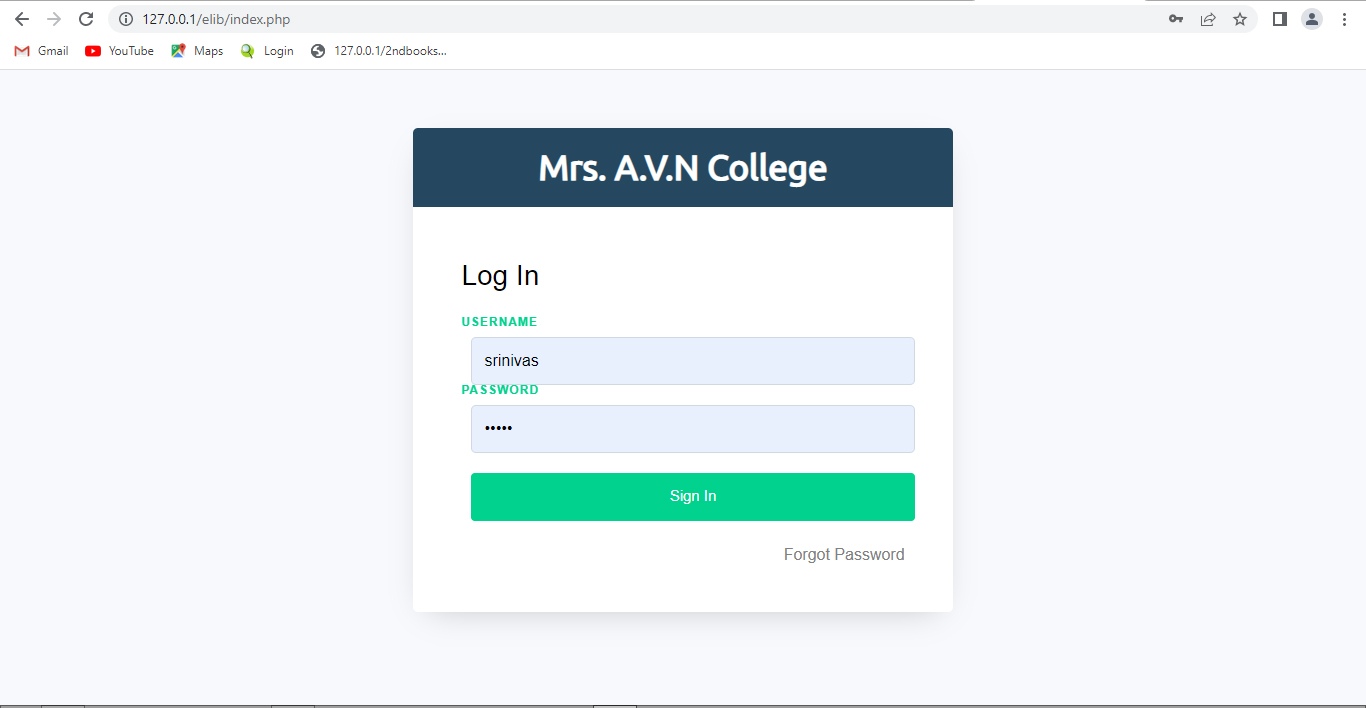 127.0.0.1/elib/index.php
Gmail YouTube Maps Login 127.0.0.1/2ndbooks...
Mrs. A.V.N College
Log In
USERNAME
srinivas
PASSWORD
•••••
Sign In
Forgot Password